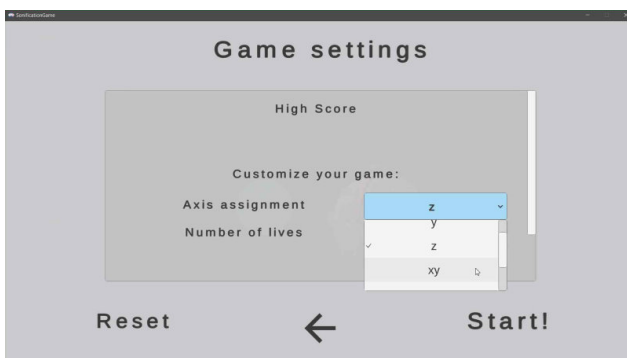 SonificationGame
Game settings
High Score
Customize your game:
Axis assignment
z
y
Number of lives
z
xy
Reset
Start!